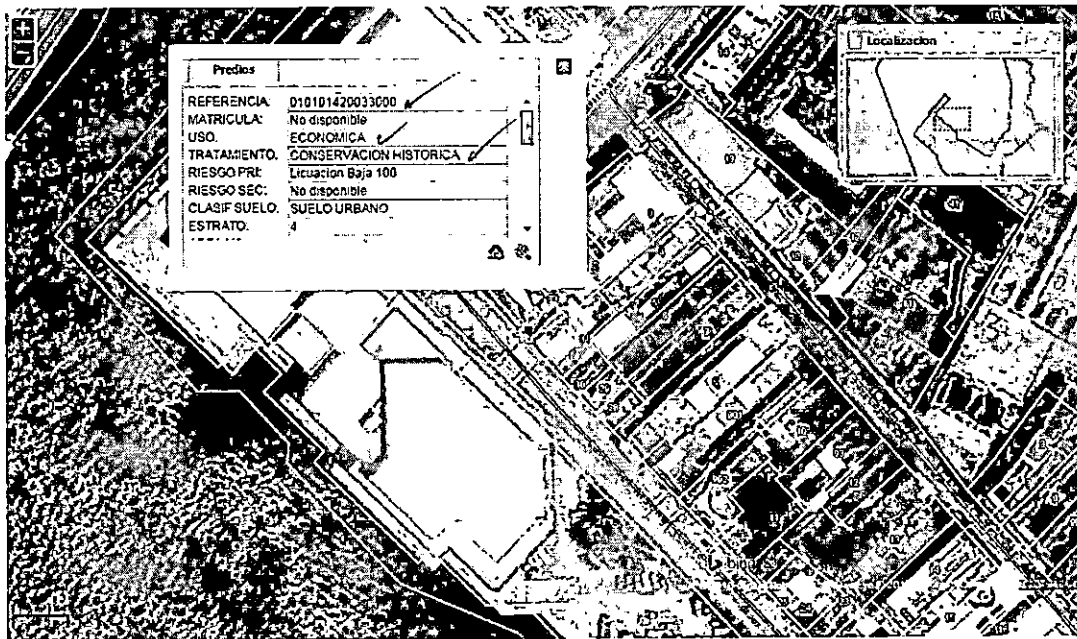 Predios
REFERENCIA: 010101420033000
MATRICULA: No disponible
USO. ECONOMICA
TRATAMIENTO. CONSERVACION HISTORICA
RIESGO PRI: Licuacion Baja 100
RIESGO SEC: No disponible
CLASIF SUELO. SUELO URBANO
ESTRATO. 4
Localizacion